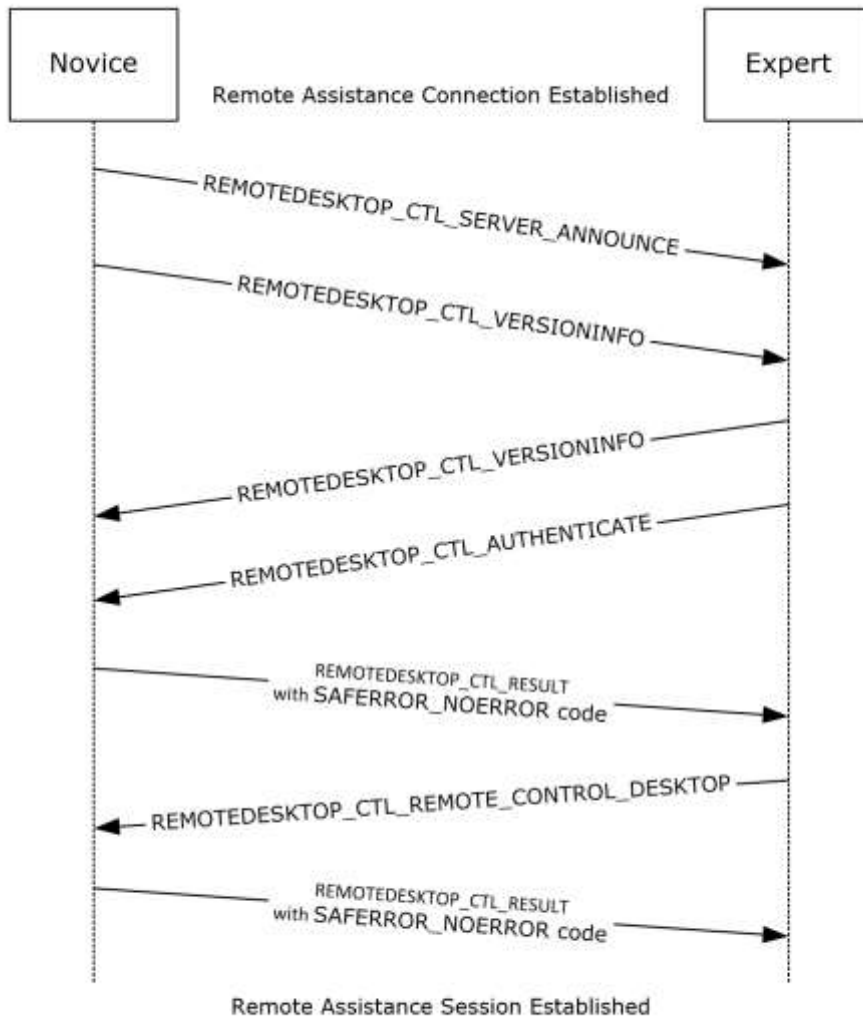 Novice
Expert
Remote Assistance Connection Established
REMOTEDESKTOP_CTL_SERVER_ANNOUNCE
REMOTEDESKTOP_CTL_VERSIONINFO
REMOTEDESKTOP_CTL_VERSIONINFO
REMOTEDESKTOP_CTL_AUTHENTICATE
REMOTEDESKTOP_CTL_RESULT
with SAFERROR_NOERROR code
REMOTEDESKTOP_CTL_REMOTE_CONTROL_DESKTOP
REMOTEDESKTOP_CTL_RESULT
with SAFERROR_NOERROR code
Remote Assistance Session Established